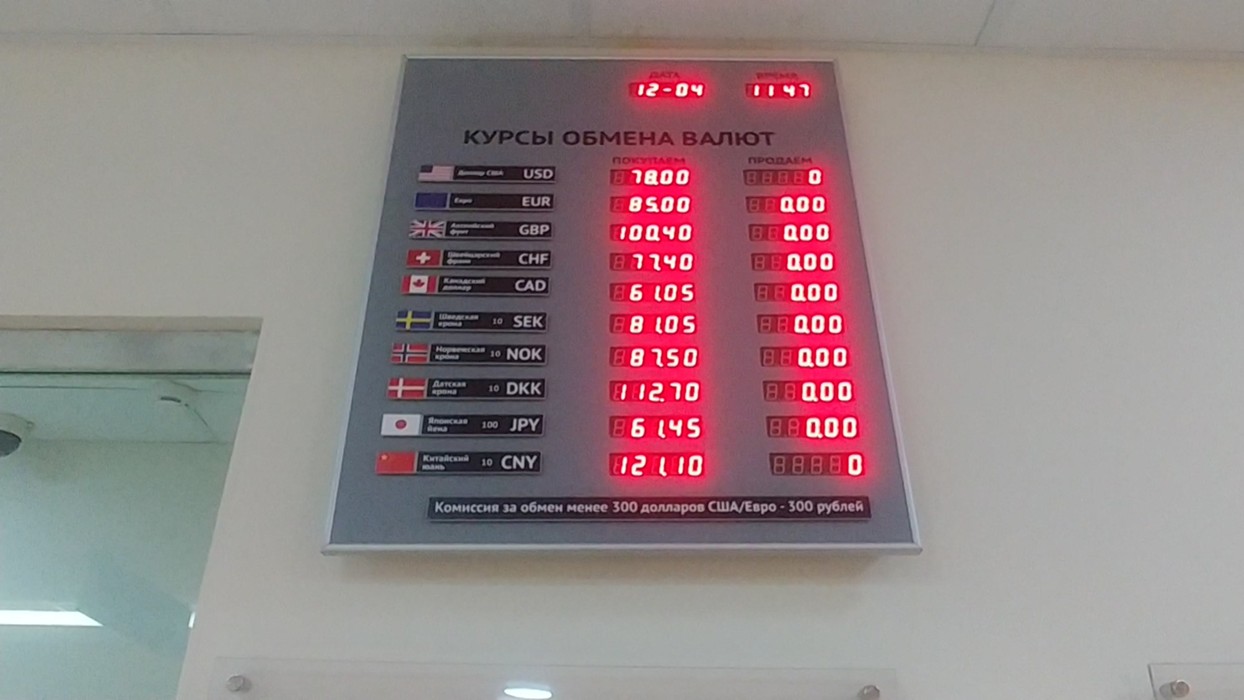 ДАТА ВРЕМЯ
12-04 11 47
КУРСЫ ОБМЕНА ВАЛЮТ
ПОКУПАЕМ ПРОДАЕМ
Доллар США USD 78.00 0
Евро EUR 85.00 0.00
Английский фунт GBP 100.40 0.00
Швейцарский франк CHF 77.40 0.00
Канадский доллар CAD 61.05 0.00
Шведская крона 10 SEK 81.05 0.00
Норвежская крона 10 NOK 87.50 0.00
Датская крона 10 DKK 112.70 0.00
Японская йена 100 JPY 61.45 0.00
Китайский юань 10 CNY 121.10 0
Комиссия за обмен менее 300 долларов США/Евро - 300 рублей